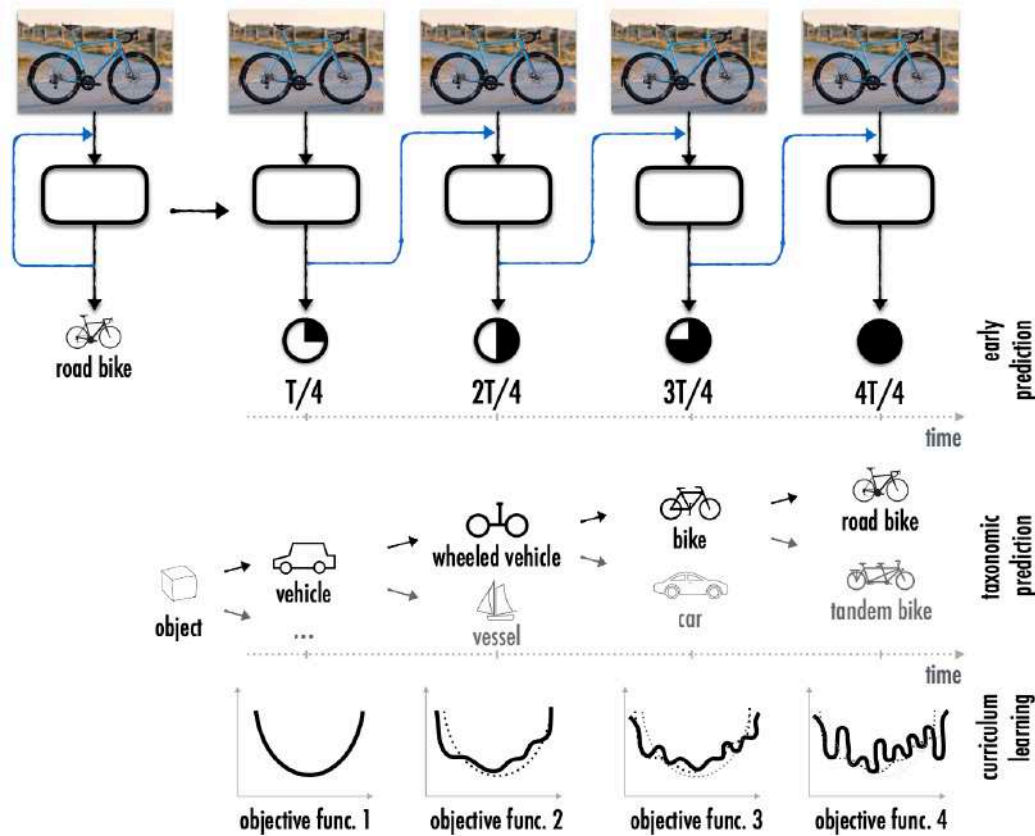 road bike
T/4
2T/4
3T/4
4T/4
early
prediction
time
object
vehicle
...
wheeled vehicle
vessel
bike
car
road bike
tandem bike
taxonomic
prediction
time
curriculum
learning
objective func. 1
objective func. 2
objective func. 3
objective func. 4